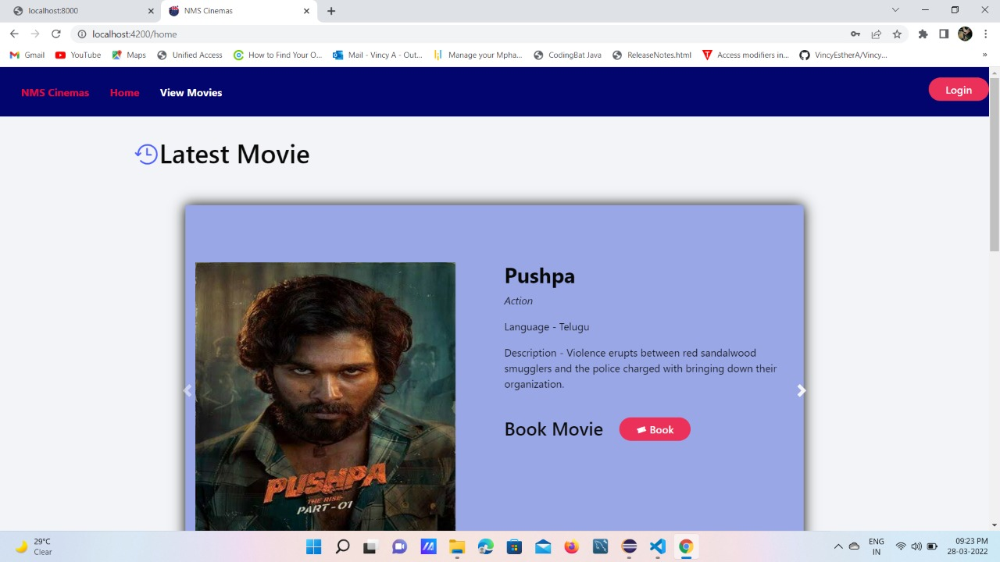 localhost:8000
NMS Cinemas
localhost:4200/home
Gmail
YouTube
Maps
Unified Access
How to Find Your O...
Mail - Vincy A - Out...
Manage your Mpha...
CodingBat Java
ReleaseNotes.html
Access modifiers in...
VincyEstherA/Vincy...
»
NMS Cinemas
Home
View Movies
Login
Latest Movie
Pushpa
Action
Language - Telugu
Description - Violence erupts between red sandalwood
smugglers and the police charged with bringing down their
organization.
Book Movie
Book
PUSHPA
THE RISE-
PART-01
29°C
Clear
ENG
IN
09:23 PM
28-03-2022